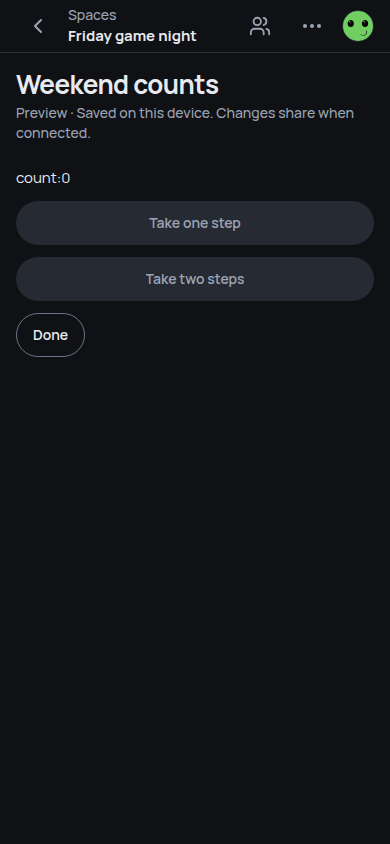 Spaces
Friday game night
Weekend counts
Preview · Saved on this device. Changes share when
connected.
count:0
Take one step
Take two steps
Done